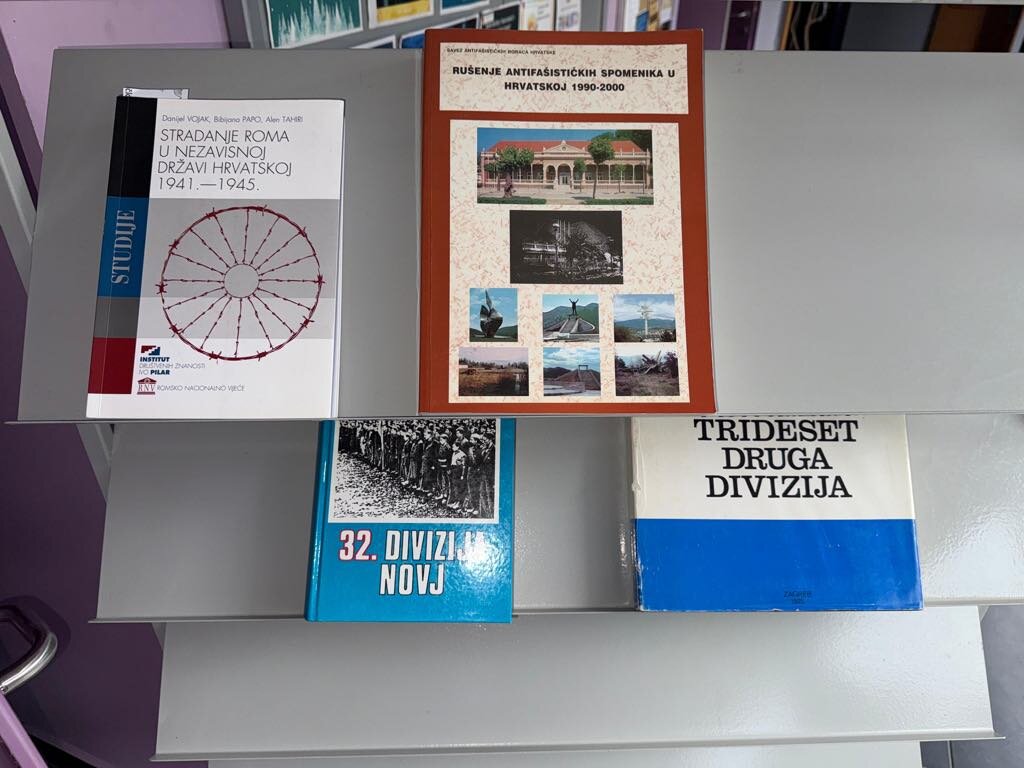 Danijel VOJAK, Bibijana PAPO, Alen TAHIRI
STRADANJE ROMA
U NEZAVISNOJ
DRŽAVI HRVATSKOJ
1941.—1945.
STUDIJE
INSTITUT
DRUŠTVENIH ZNANOSTI
IVO PILAR
RNV ROMSKO NACIONALNO VIJEĆE
SAVEZ ANTIFAŠISTIČKIH BORACA HRVATSKE
RUŠENJE ANTIFAŠISTIČKIH SPOMENIKA U
HRVATSKOJ 1990-2000
32. DIVIZIJA
NOVJ
TRIDESET
DRUGA
DIVIZIJA
ZAGREB